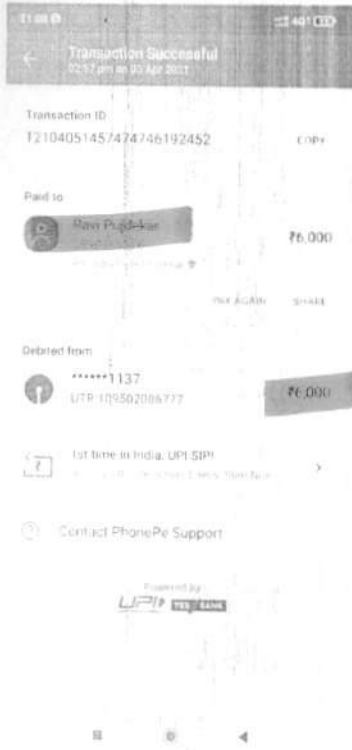 Transaction Successful
02:57 pm on 05 Apr 2021
Transaction ID
T2104051457474746192452 COPY
Paid to
Ravi
₹6,000
PAY AGAIN SHARE
Debited from
******1137 ₹6,000
UTR 109502086777
1st time in India, UPI SIP!
Contact PhonePe Support
Powered by
UPI YES BANK